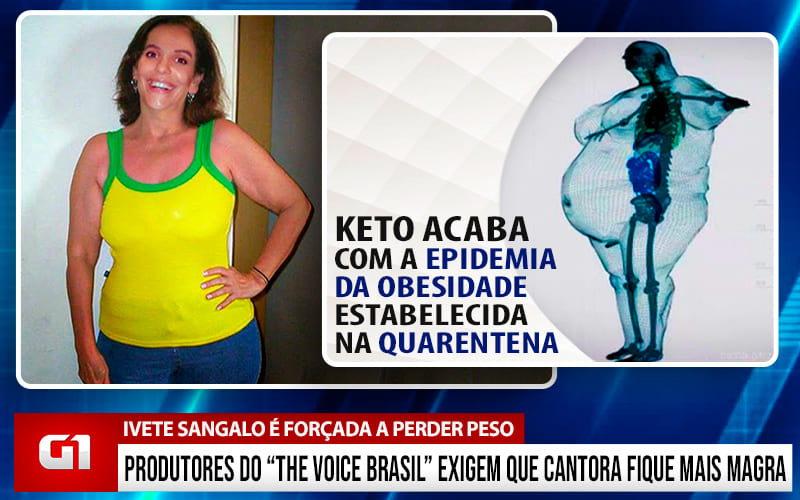 KETO ACABA
COM A EPIDEMIA
DA OBESIDADE
ESTABELECIDA
NA QUARENTENA
IVETE SANGALO É FORÇADA A PERDER PESO
G1
PRODUTORES DO “THE VOICE BRASIL” EXIGEM QUE CANTORA FIQUE MAIS MAGRA